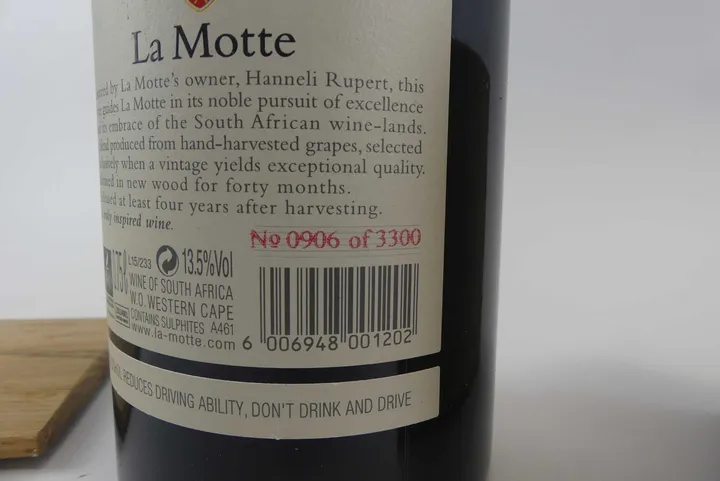 La Motte
by La Motte's owner, Hanneli Rupert, this
guides La Motte in its noble pursuit of excellence
its embrace of the South African wine-lands.
produced from hand-harvested grapes, selected
when a vintage yields exceptional quality.
in new wood for forty months.
at least four years after harvesting.
inspired wine.
No 0906 of 3300
L15/233 13.5%Vol
WINE OF SOUTH AFRICA
W.O. WESTERN CAPE
CONTAINS SULPHITES A461
www.la-motte.com 6 006948 001202
REDUCES DRIVING ABILITY, DON'T DRINK AND DRIVE